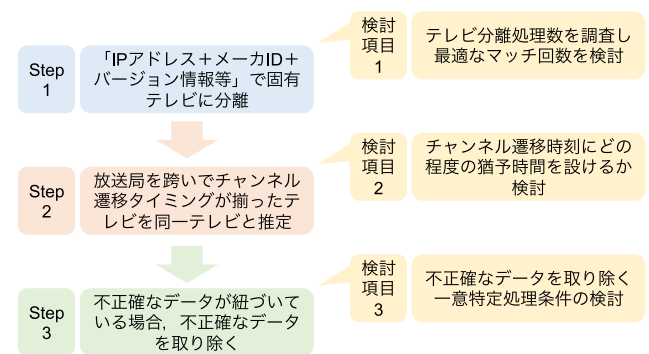 Step
1
「IPアドレス＋メーカID＋
バージョン情報等」で固有
テレビに分離
検討
項目
1
テレビ分離処理数を調査し
最適なマッチ回数を検討
Step
2
放送局を跨いでチャンネル
遷移タイミングが揃ったテ
レビを同一テレビと推定
検討
項目
2
チャンネル遷移時刻にどの
程度の猶予時間を設けるか
検討
Step
3
不正確なデータが紐づいて
いる場合，不正確なデータ
を取り除く
検討
項目
3
不正確なデータを取り除く
一意特定処理条件の検討